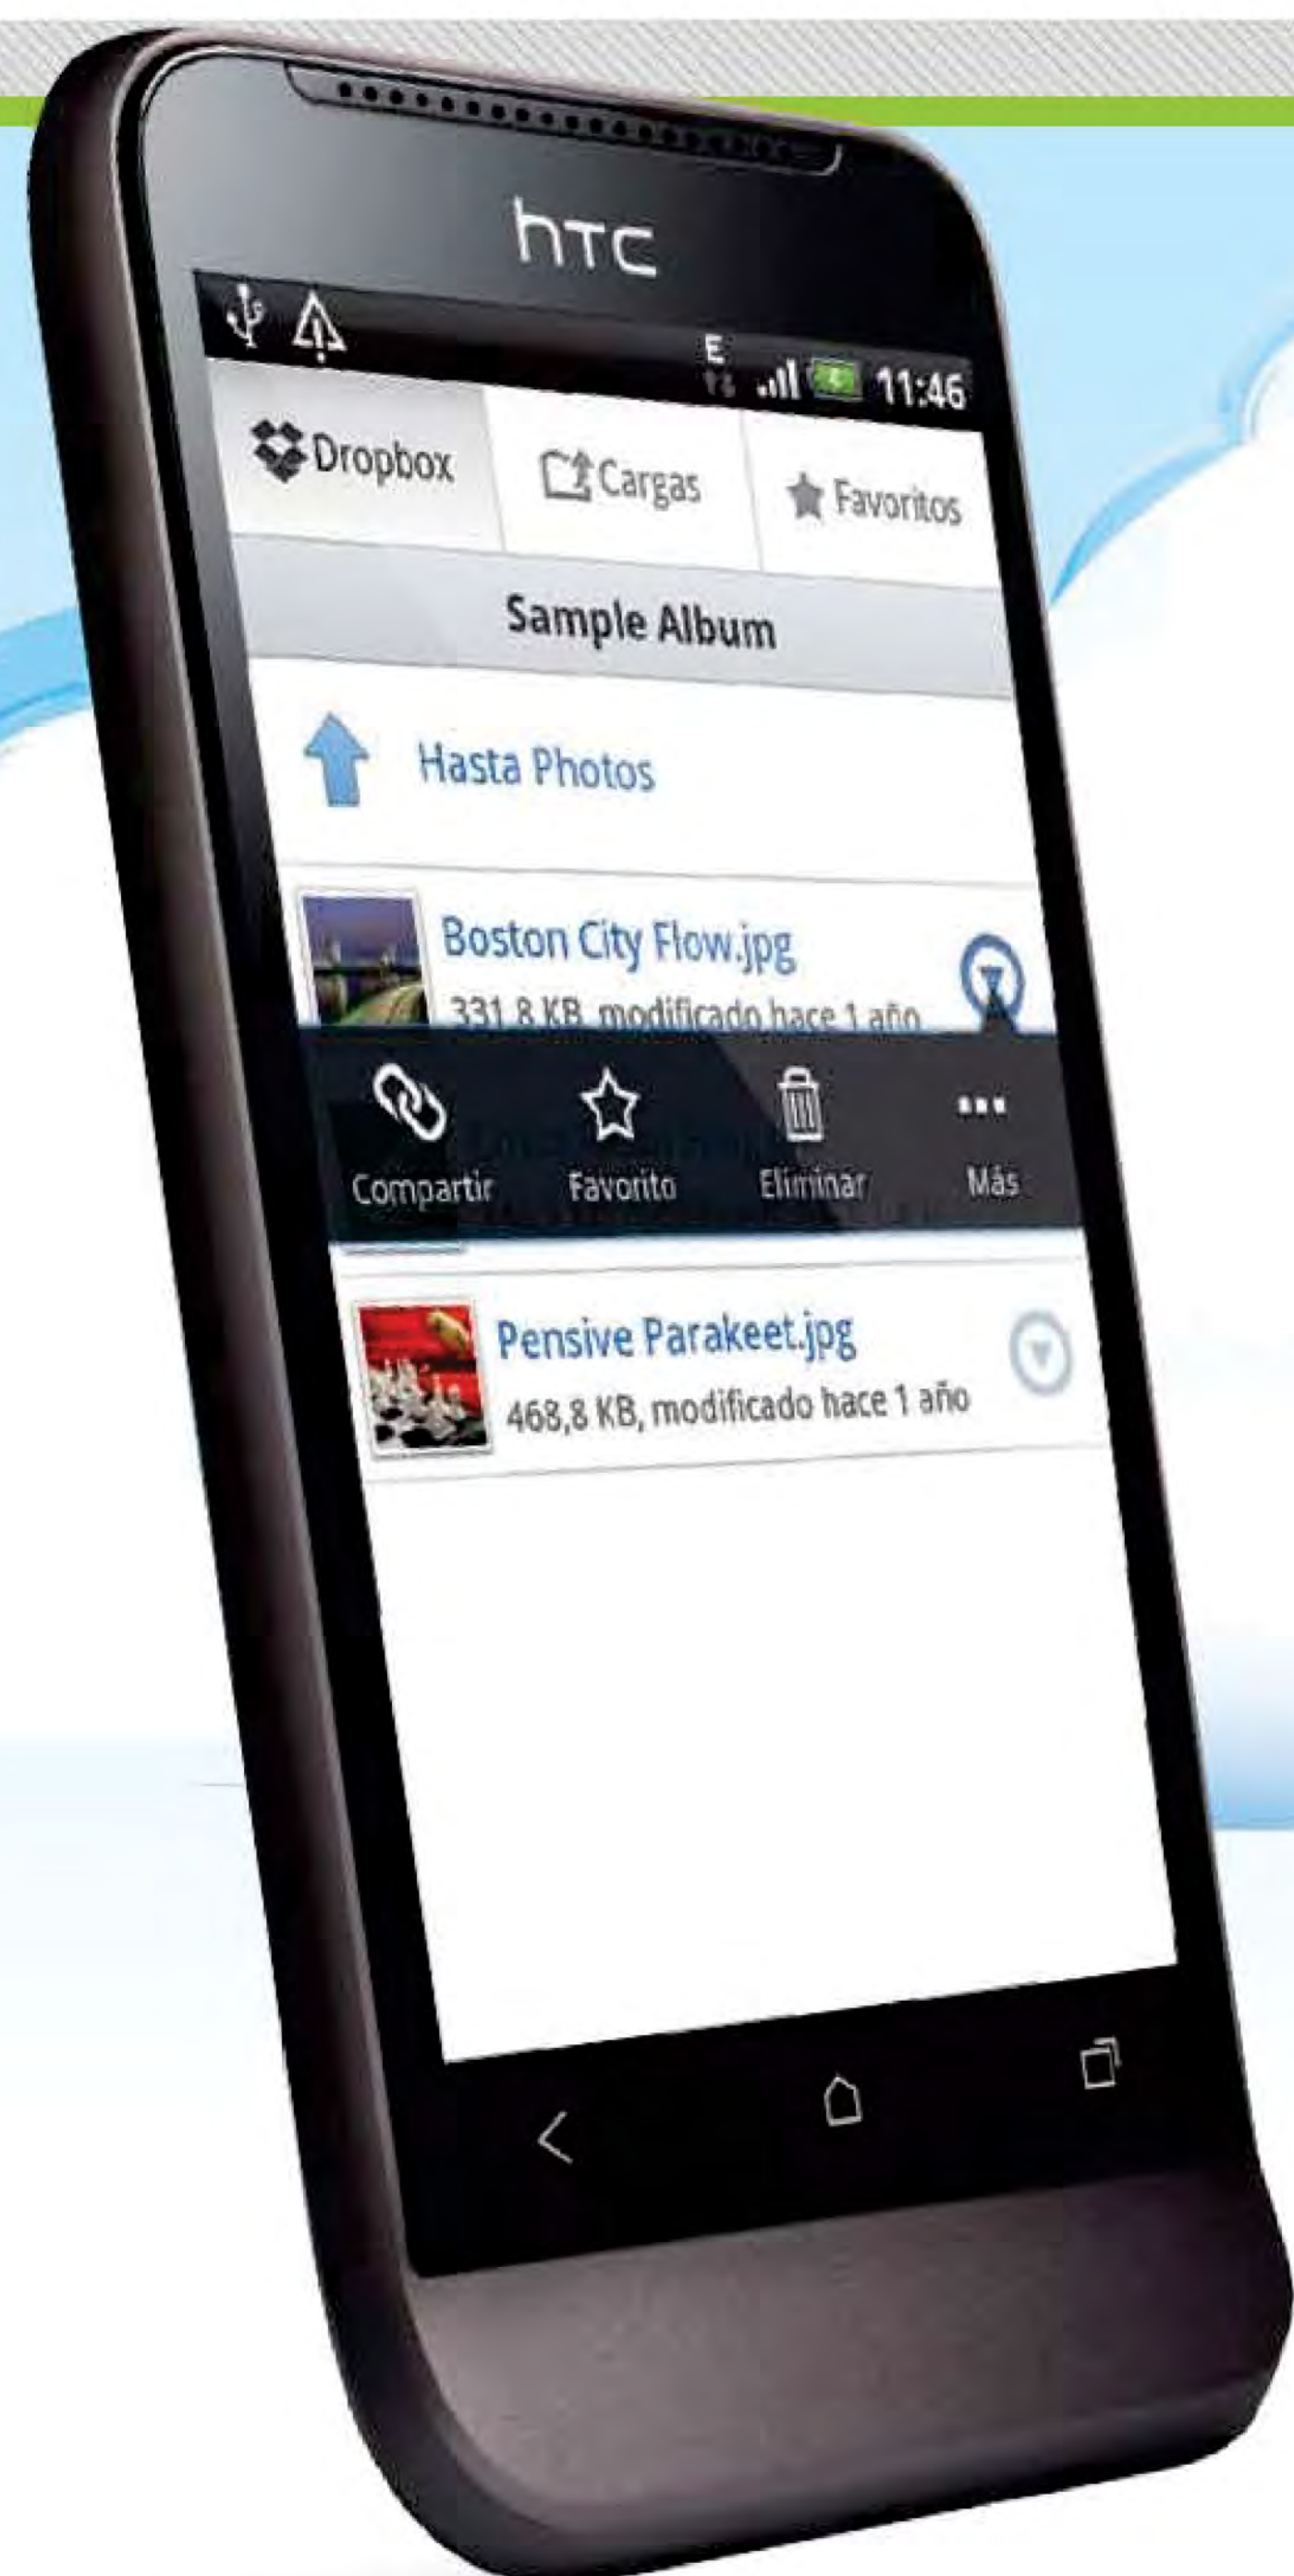 hTC
E
11:46
Dropbox
Cargas
Favoritos
Sample Album
Hasta Photos
Boston City Flow.jpg
331,8 KB, modificado hace 1 año
Compartir
Favorito
Eliminar
Más
Pensive Parakeet.jpg
468,8 KB, modificado hace 1 año